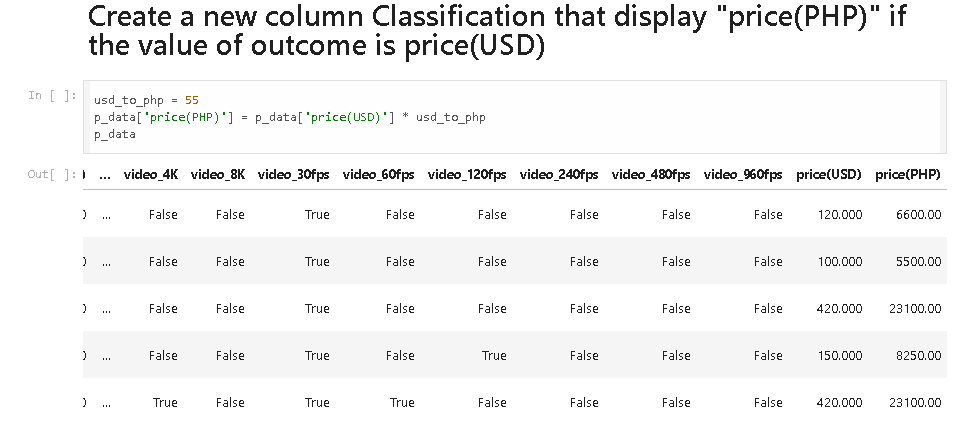 Create a new column Classification that display "price(PHP)" if
the value of outcome is price(USD)
In [ ]:
usd_to_php = 55
p_data["price(PHP)"] = p_data["price(USD)"] * usd_to_php
p_data
Out[ ]:
) ... video_4K video_8K video_30fps video_60fps video_120fps video_240fps video_480fps video_960fps price(USD) price(PHP)
) ... False False True False False False False False 120.000 6600.00
) ... False False True False False False False False 100.000 5500.00
) ... False False True False False False False False 420.000 23100.00
) ... False False True False True False False False 150.000 8250.00
) ... True False True True False False False False 420.000 23100.00